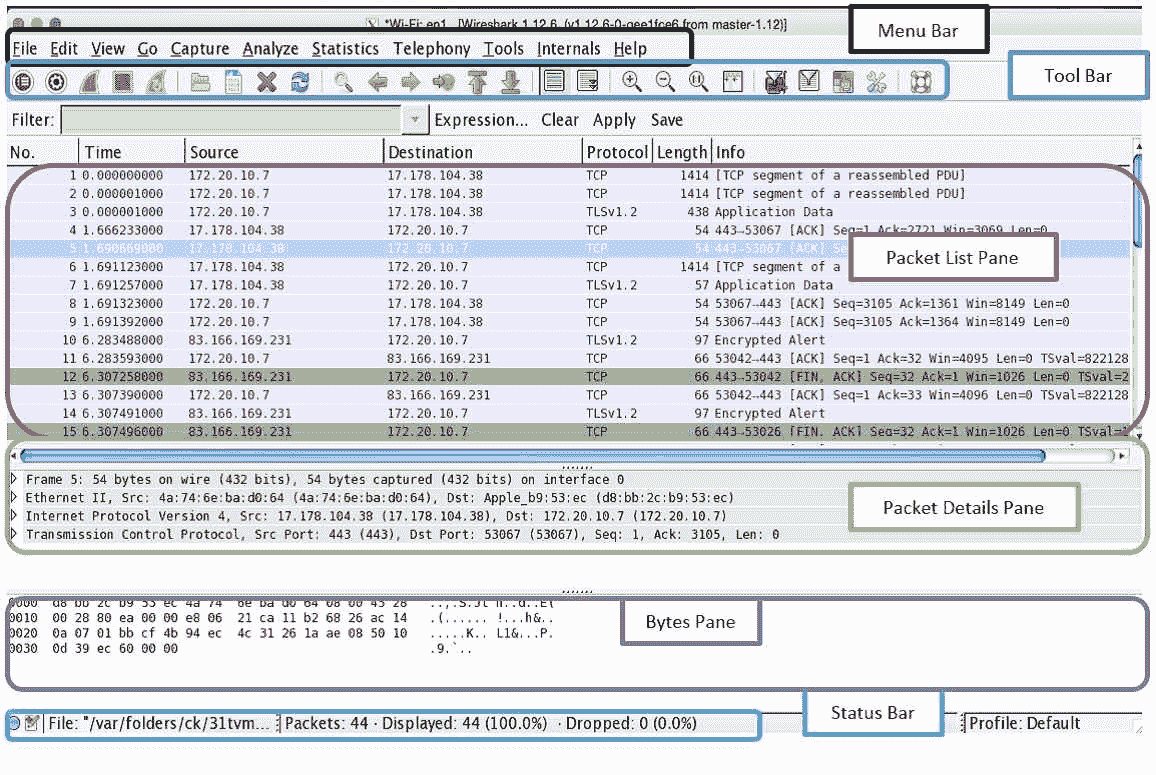 *Wi-Fi: en1 [Wireshark 1.12.6 (v1.12.6-0-gee1fce6 from master-1.12)]
Menu Bar
File Edit View Go Capture Analyze Statistics Telephony Tools Internals Help
Tool Bar
Filter: Expression... Clear Apply Save
No. Time Source Destination Protocol Length Info
1 0.000000000 172.20.10.7 17.178.104.38 TCP 1414 [TCP segment of a reassembled PDU]
2 0.000001000 172.20.10.7 17.178.104.38 TCP 1414 [TCP segment of a reassembled PDU]
3 0.000001000 172.20.10.7 17.178.104.38 TLSv1.2 438 Application Data
4 1.666233000 17.178.104.38 172.20.10.7 TCP 54 443→53067 [ACK] Seq=1 Ack=2721 Win=3069 Len=0
5 1.690669000 17.178.104.38 172.20.10.7 TCP 54 443→53067 [ACK]
Packet List Pane
6 1.691123000 17.178.104.38 172.20.10.7 TCP 1414 [TCP segment of a
7 1.691257000 17.178.104.38 172.20.10.7 TLSv1.2 57 Application Data
8 1.691323000 172.20.10.7 17.178.104.38 TCP 54 53067→443 [ACK] Seq=3105 Ack=1361 Win=8149 Len=0
9 1.691392000 172.20.10.7 17.178.104.38 TCP 54 53067→443 [ACK] Seq=3105 Ack=1364 Win=8149 Len=0
10 6.283488000 83.166.169.231 172.20.10.7 TLSv1.2 97 Encrypted Alert
11 6.283593000 172.20.10.7 83.166.169.231 TCP 66 53042→443 [ACK] Seq=1 Ack=32 Win=4095 Len=0 TSval=822128
12 6.307258000 83.166.169.231 172.20.10.7 TCP 66 443→53042 [FIN, ACK] Seq=32 Ack=1 Win=1026 Len=0 TSval=2
13 6.307390000 172.20.10.7 83.166.169.231 TCP 66 53042→443 [ACK] Seq=1 Ack=33 Win=4096 Len=0 TSval=822128
14 6.307491000 83.166.169.231 172.20.10.7 TLSv1.2 97 Encrypted Alert
15 6.307496000 83.166.169.231 172.20.10.7 TCP 66 443→53026 [FIN, ACK] Seq=32 Ack=1 Win=1026 Len=0
Frame 5: 54 bytes on wire (432 bits), 54 bytes captured (432 bits) on interface 0
Ethernet II, Src: 4a:74:6e:ba:d0:64 (4a:74:6e:ba:d0:64), Dst: Apple_b9:53:ec (d8:bb:2c:b9:53:ec)
Packet Details Pane
Internet Protocol Version 4, Src: 17.178.104.38 (17.178.104.38), Dst: 172.20.10.7 (172.20.10.7)
Transmission Control Protocol, Src Port: 443 (443), Dst Port: 53067 (53067), Seq: 1, Ack: 3105, Len: 0
0000 d8 bb 2c b9 53 ec 4a 74 6e ba d0 64 08 00 45 28 ..,.S.Jt n..d..E(
0010 00 28 80 ea 00 00 e8 06 21 ca 11 b2 68 26 ac 14 .(...... !...h&..
Bytes Pane
0020 0a 07 01 bb cf 4b 94 ec 4c 31 26 1a ae 08 50 10 .....K.. L1&...P.
0030 0d 39 ec 60 00 00 .9.`..
Status Bar
File: "/var/folders/ck/31tvm... Packets: 44 · Displayed: 44 (100.0%) · Dropped: 0 (0.0%) Profile: Default